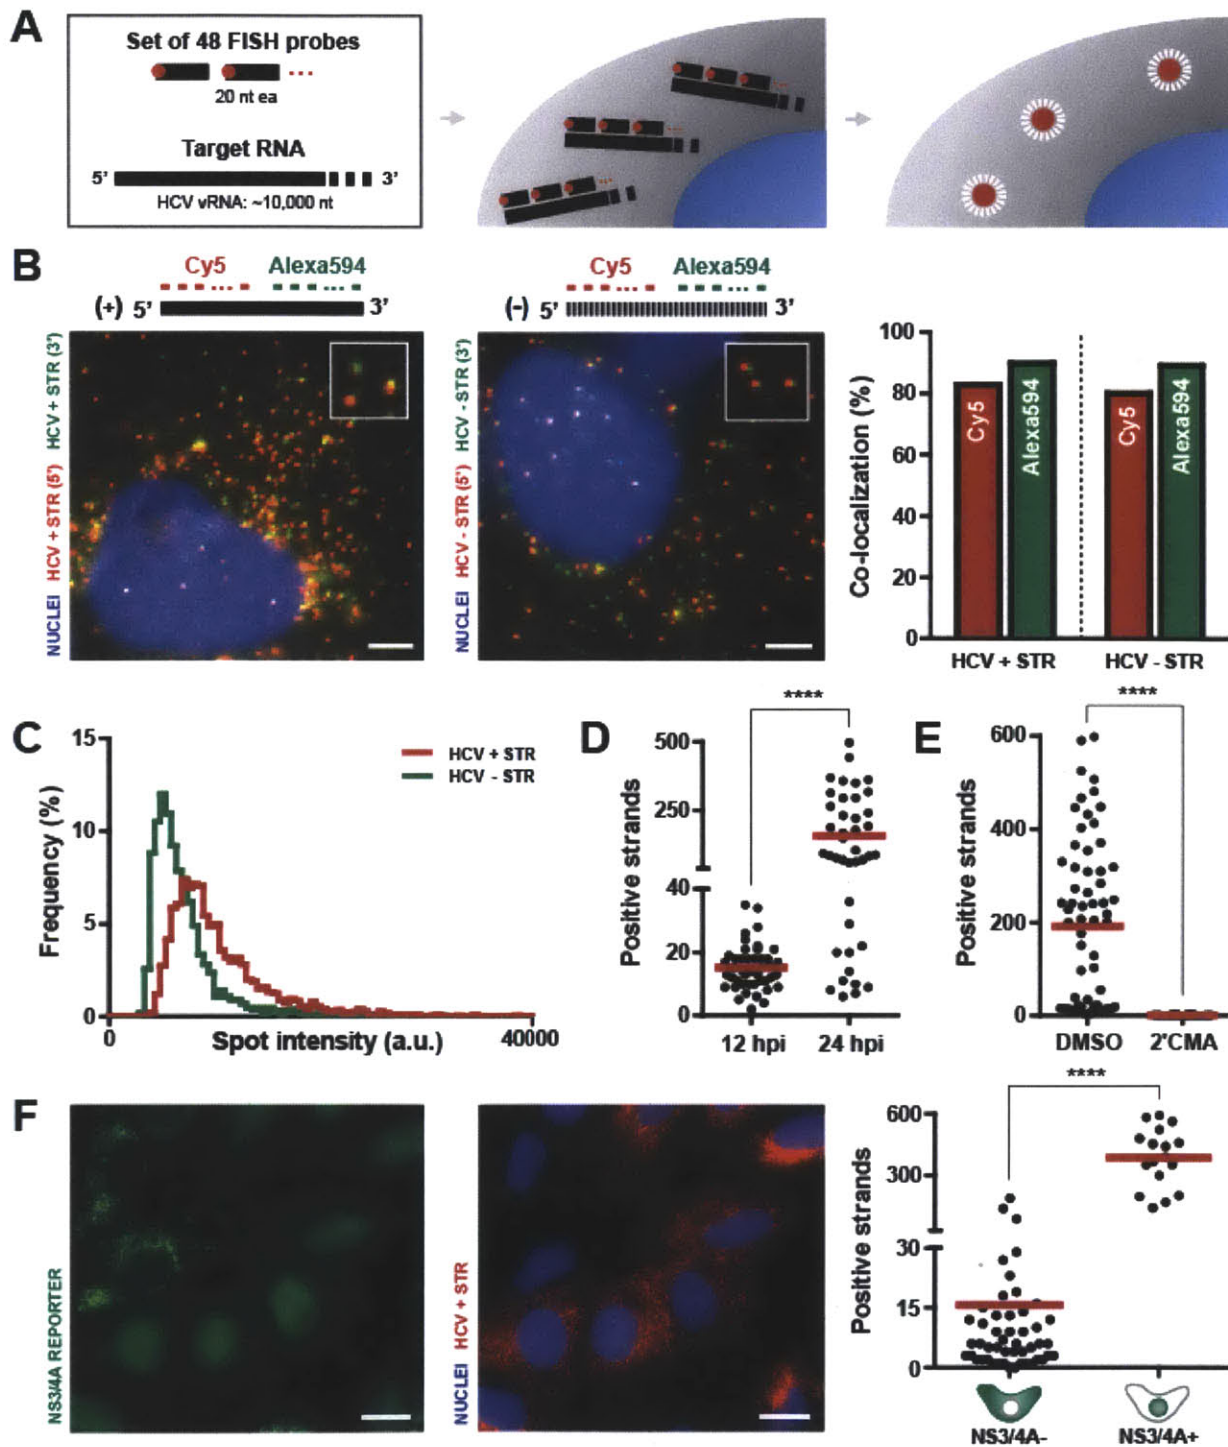 A
Set of 48 FISH probes
20 nt ea
Target RNA
5' 3'
HCV vRNA: ~10,000 nt
B
Cy5 Alexa594
(+) 5' 3'
NUCLEI HCV + STR (5') HCV + STR (3')
Cy5 Alexa594
(-) 5' 3'
NUCLEI HCV - STR (5') HCV - STR (3')
Co-localization (%)
100
80
60
40
20
0
Cy5
Alexa594
Cy5
Alexa594
HCV + STR HCV - STR
C
Frequency (%)
15
10
5
0
HCV + STR
HCV - STR
0 Spot intensity (a.u.) 40000
D
****
Positive strands
500
250
40
20
0
12 hpi 24 hpi
E
****
Positive strands
600
400
200
0
DMSO 2'CMA
F
NS3/4A REPORTER
NUCLEI HCV + STR
****
Positive strands
600
300
30
15
0
NS3/4A- NS3/4A+